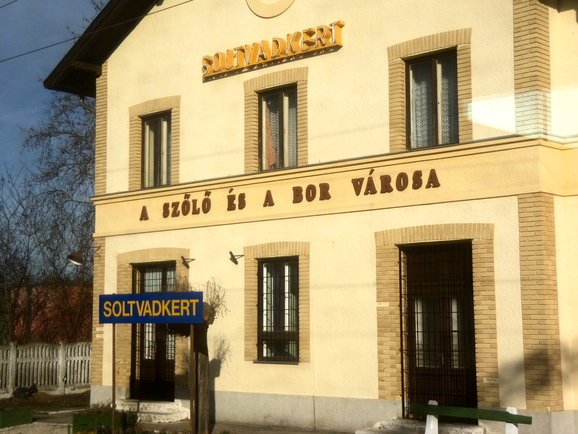 SOLTVADKERT
A SZŐLŐ ÉS A BOR VÁROSA
SOLTVADKERT